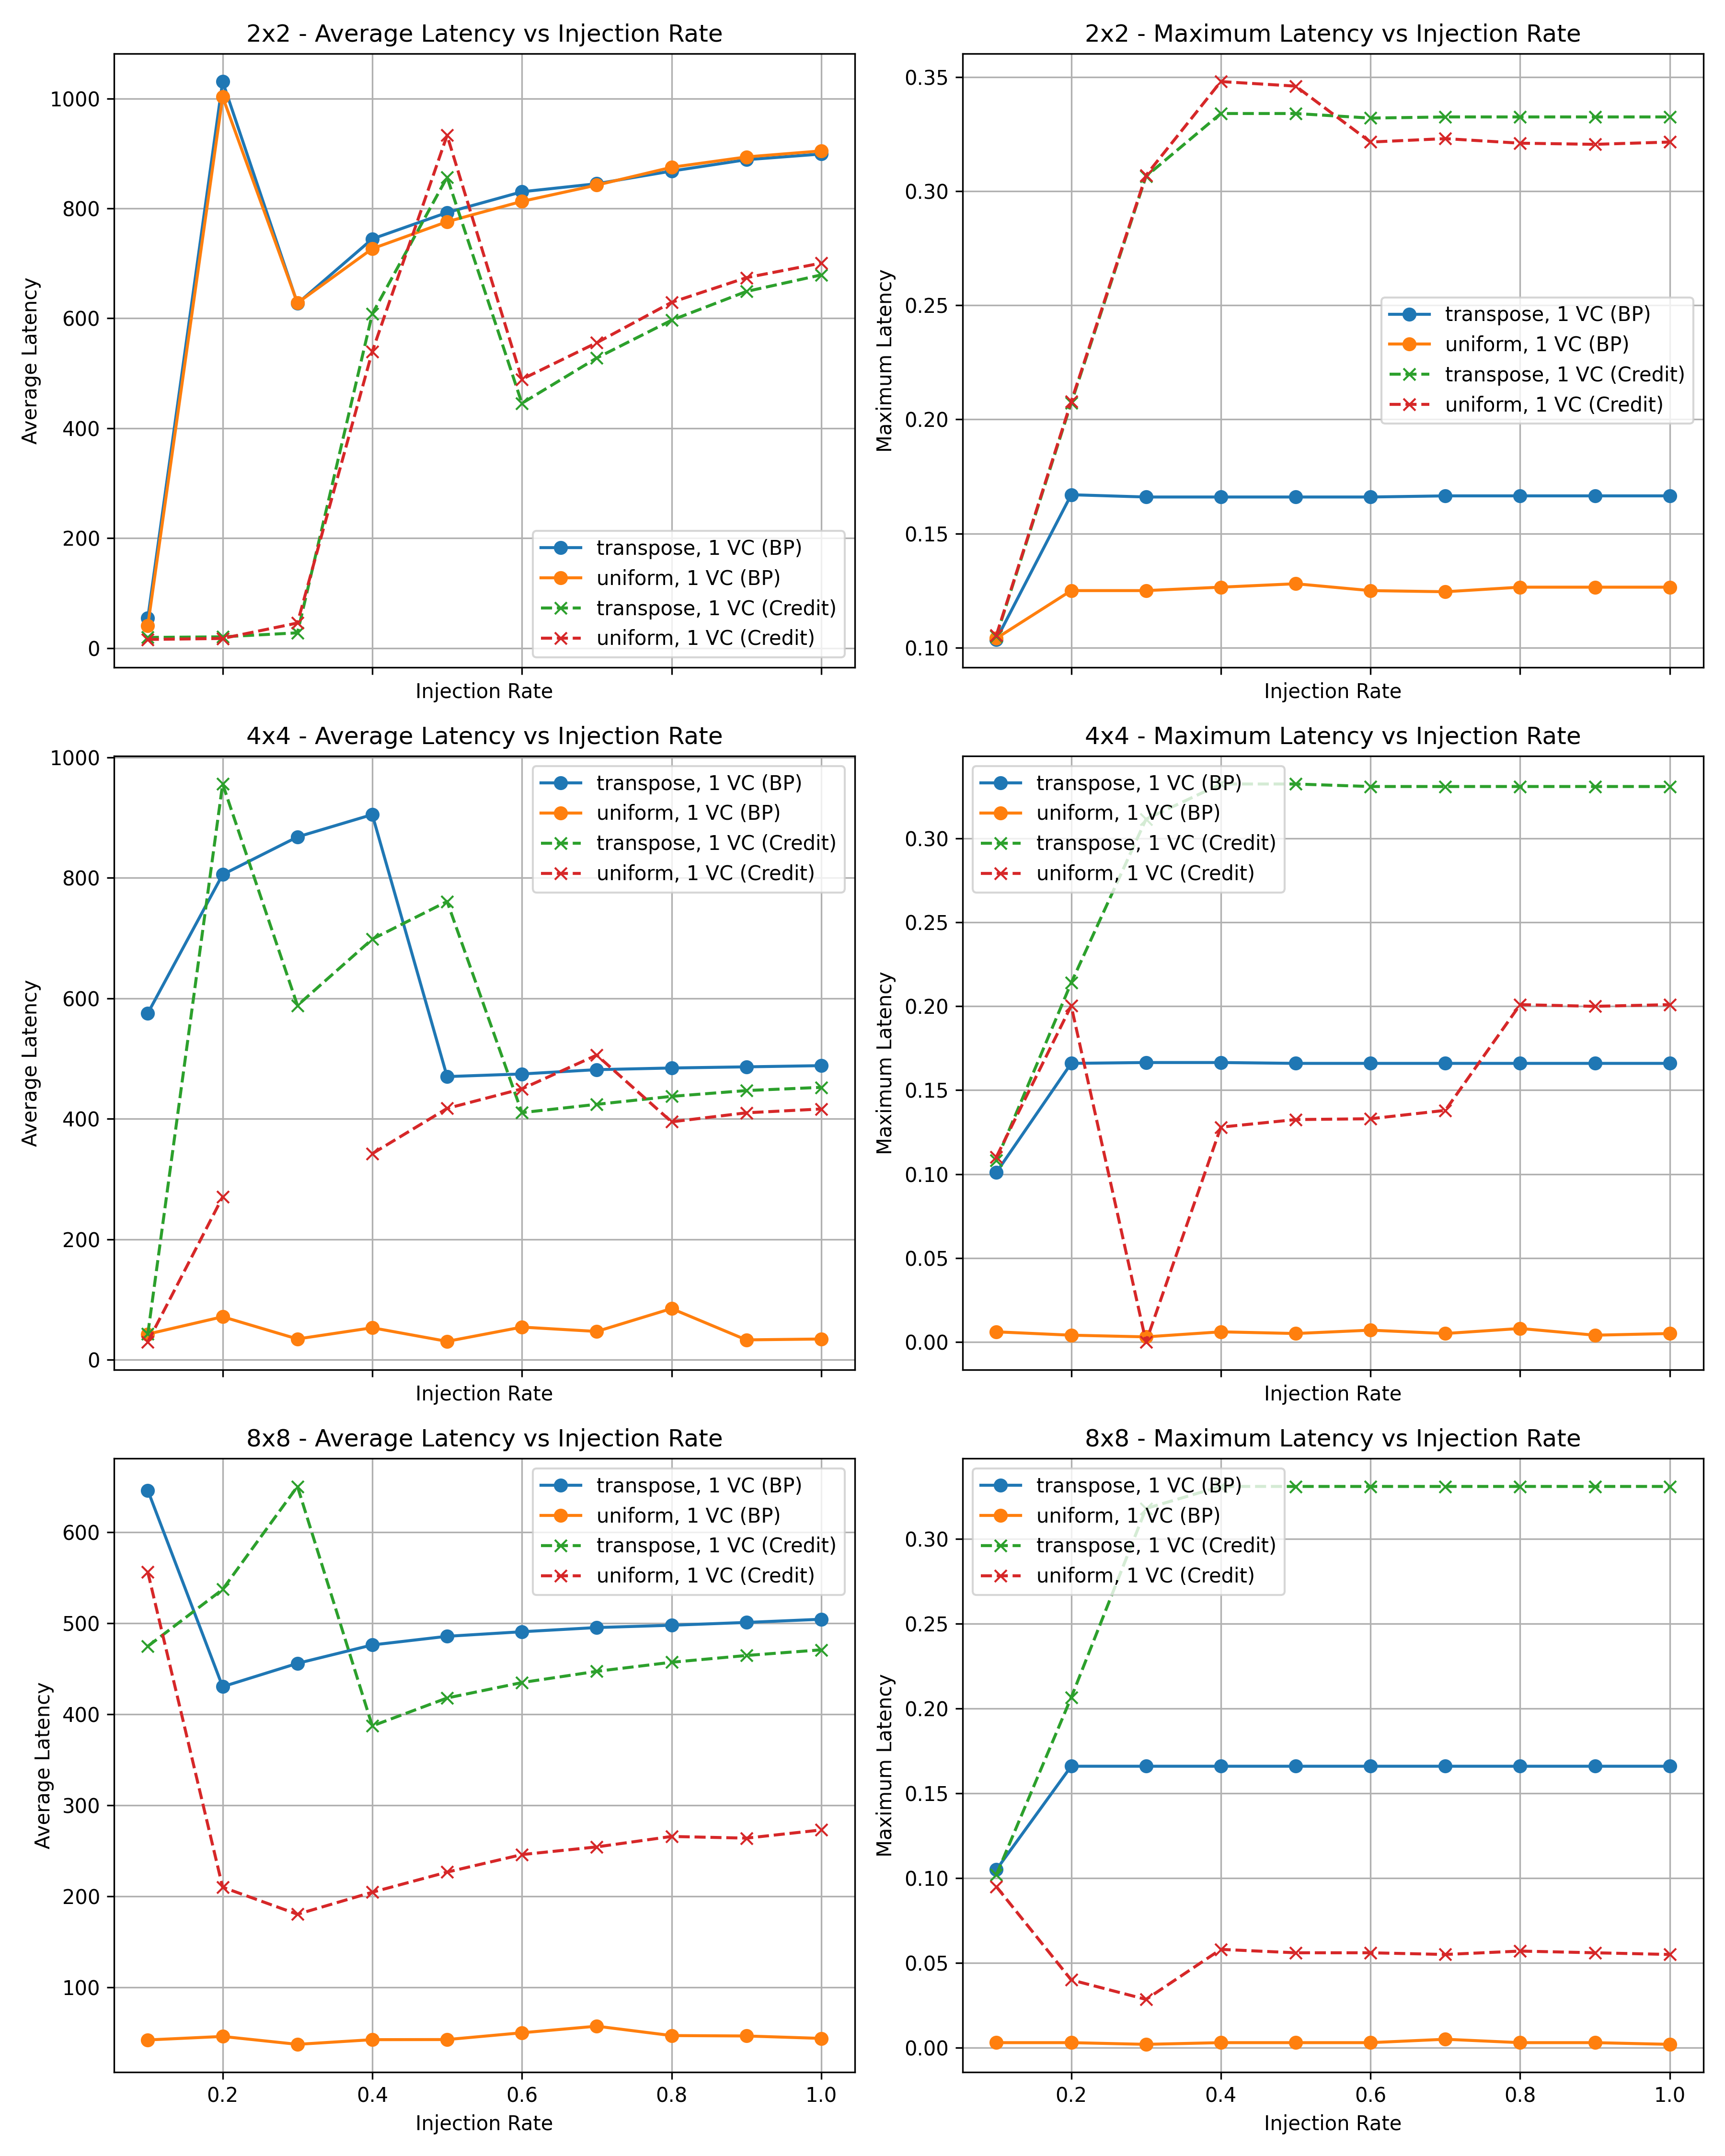 2x2 - Average Latency vs Injection Rate
1000
800
600
400
200
0
Average Latency
transpose, 1 VC (BP)
uniform, 1 VC (BP)
transpose, 1 VC (Credit)
uniform, 1 VC (Credit)
Injection Rate
2x2 - Maximum Latency vs Injection Rate
0.35
0.30
0.25
0.20
0.15
0.10
Maximum Latency
transpose, 1 VC (BP)
uniform, 1 VC (BP)
transpose, 1 VC (Credit)
uniform, 1 VC (Credit)
Injection Rate
4x4 - Average Latency vs Injection Rate
1000
800
600
400
200
0
Average Latency
transpose, 1 VC (BP)
uniform, 1 VC (BP)
transpose, 1 VC (Credit)
uniform, 1 VC (Credit)
Injection Rate
4x4 - Maximum Latency vs Injection Rate
0.30
0.25
0.20
0.15
0.10
0.05
0.00
Maximum Latency
transpose, 1 VC (BP)
uniform, 1 VC (BP)
transpose, 1 VC (Credit)
uniform, 1 VC (Credit)
Injection Rate
8x8 - Average Latency vs Injection Rate
600
500
400
300
200
100
Average Latency
transpose, 1 VC (BP)
uniform, 1 VC (BP)
transpose, 1 VC (Credit)
uniform, 1 VC (Credit)
0.2 0.4 0.6 0.8 1.0
Injection Rate
8x8 - Maximum Latency vs Injection Rate
0.30
0.25
0.20
0.15
0.10
0.05
0.00
Maximum Latency
transpose, 1 VC (BP)
uniform, 1 VC (BP)
transpose, 1 VC (Credit)
uniform, 1 VC (Credit)
0.2 0.4 0.6 0.8 1.0
Injection Rate